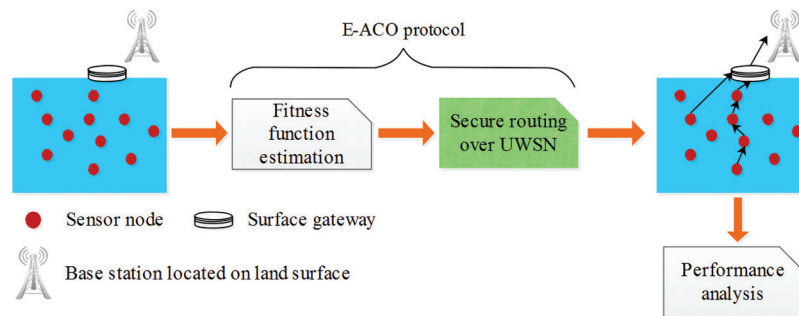 E-ACO protocol
Fitness
function
estimation
Secure routing
over UWSN
Sensor node
Surface gateway
Base station located on land surface
Performance
analysis